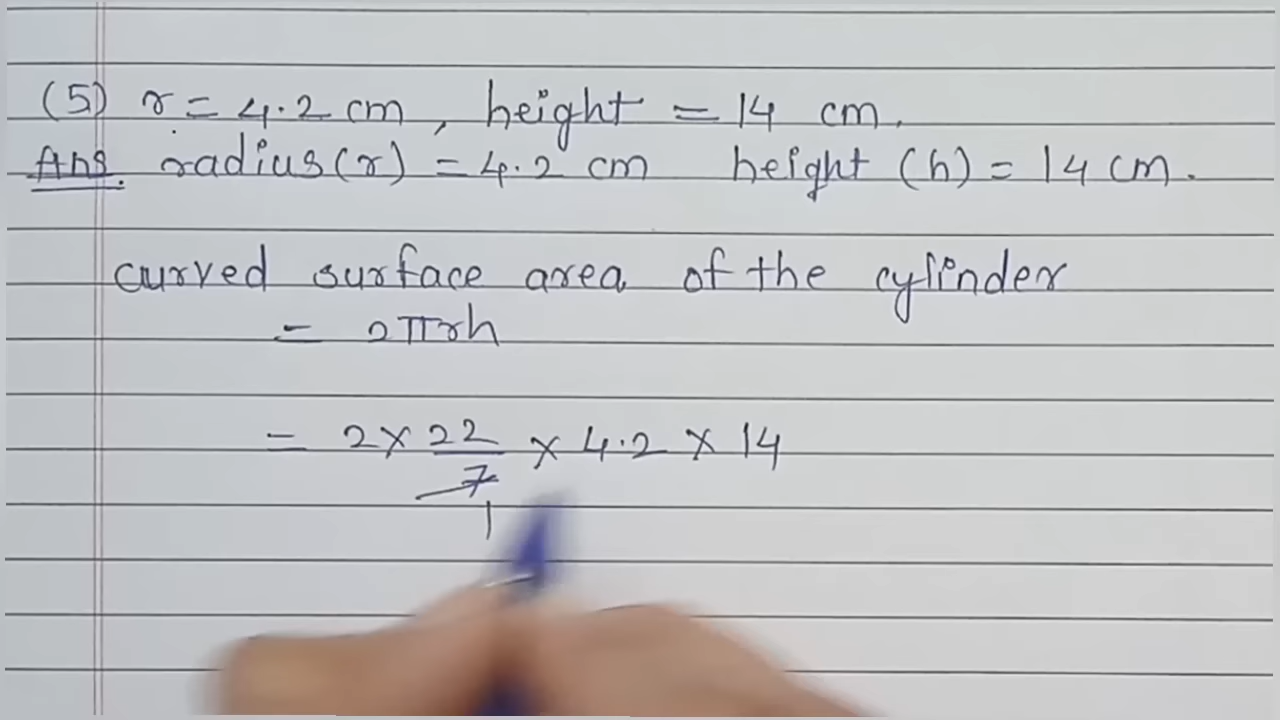 (5) r = 4.2 cm, height = 14 cm.
Ans. radius(r) = 4.2 cm height (h) = 14 cm.
curved surface area of the cylinder
= 2πrh
= 2 × 22/7 × 4.2 × 14
1